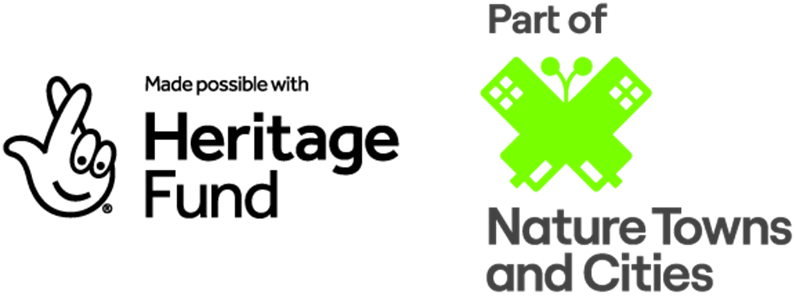 Made possible with
Heritage
Fund
®
Part of
Nature Towns
and Cities